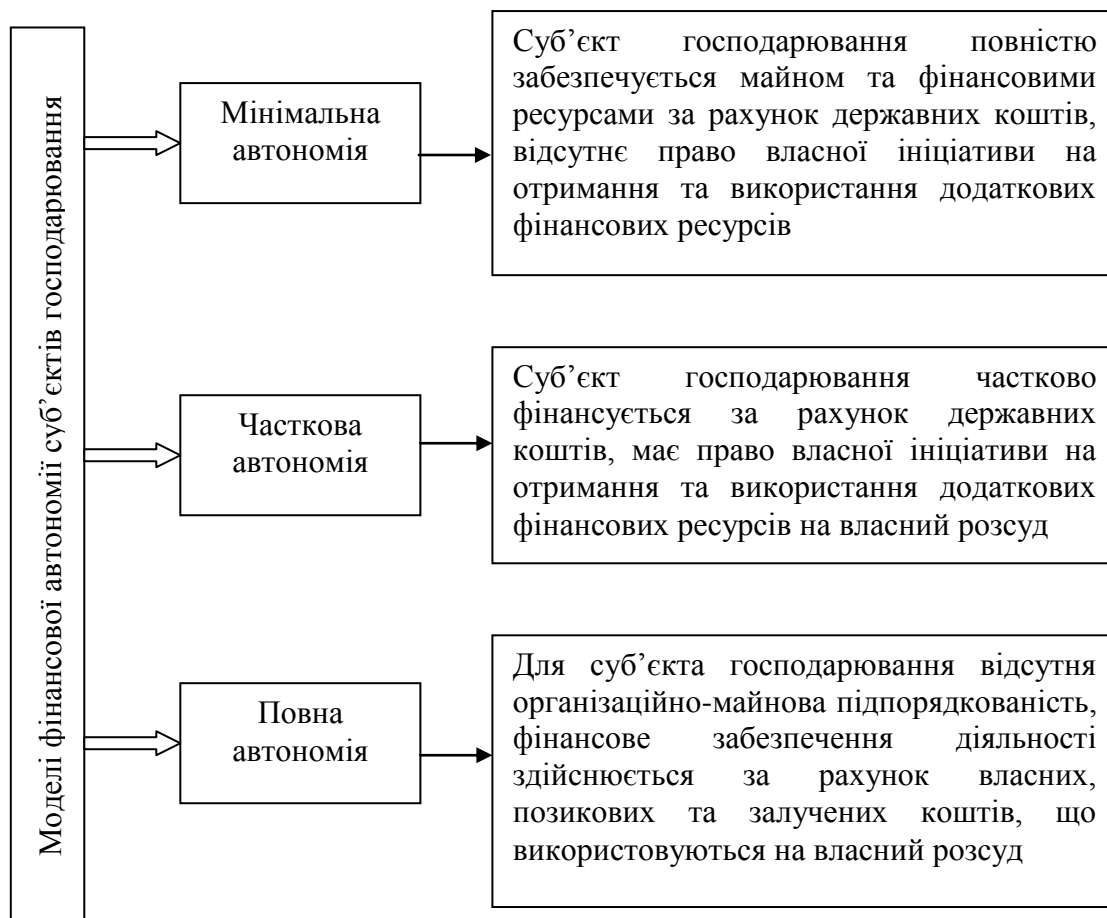 Моделі фінансової автономії суб’єктів господарювання
Мінімальна
автономія
Суб’єкт господарювання повністю
забезпечується майном та фінансовими
ресурсами за рахунок державних коштів,
відсутнє право власної ініціативи на
отримання та використання додаткових
фінансових ресурсів
Часткова
автономія
Суб’єкт господарювання частково
фінансується за рахунок державних
коштів, має право власної ініціативи на
отримання та використання додаткових
фінансових ресурсів на власний розсуд
Повна
автономія
Для суб’єкта господарювання відсутня
організаційно-майнова підпорядкованість,
фінансове забезпечення діяльності
здійснюється за рахунок власних,
позикових та залучених коштів, що
використовуються на власний розсуд